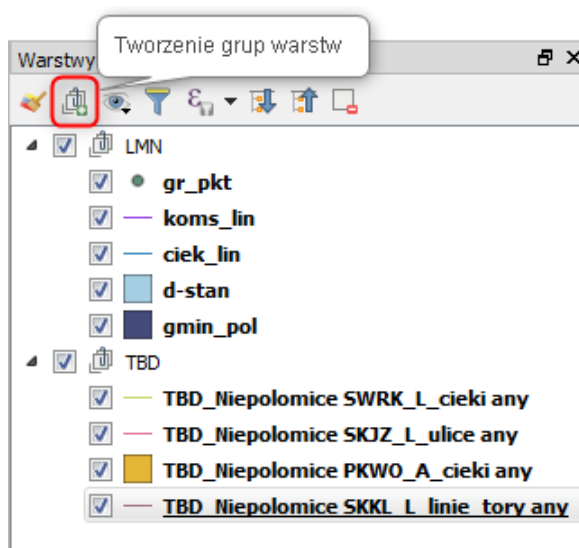 Tworzenie grup warstw
Warstwy
LMN
gr_pkt
koms_lin
ciek_lin
d-stan
gmin_pol
TBD
TBD_Niepolomice SWRK_L_cieki any
TBD_Niepolomice SKJZ_L_ulice any
TBD_Niepolomice PKWO_A_cieki any
TBD_Niepolomice SKKL_L_linie_tory any